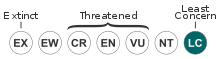 Extinct Threatened Least Concern
EX EW CR EN VU NT LC